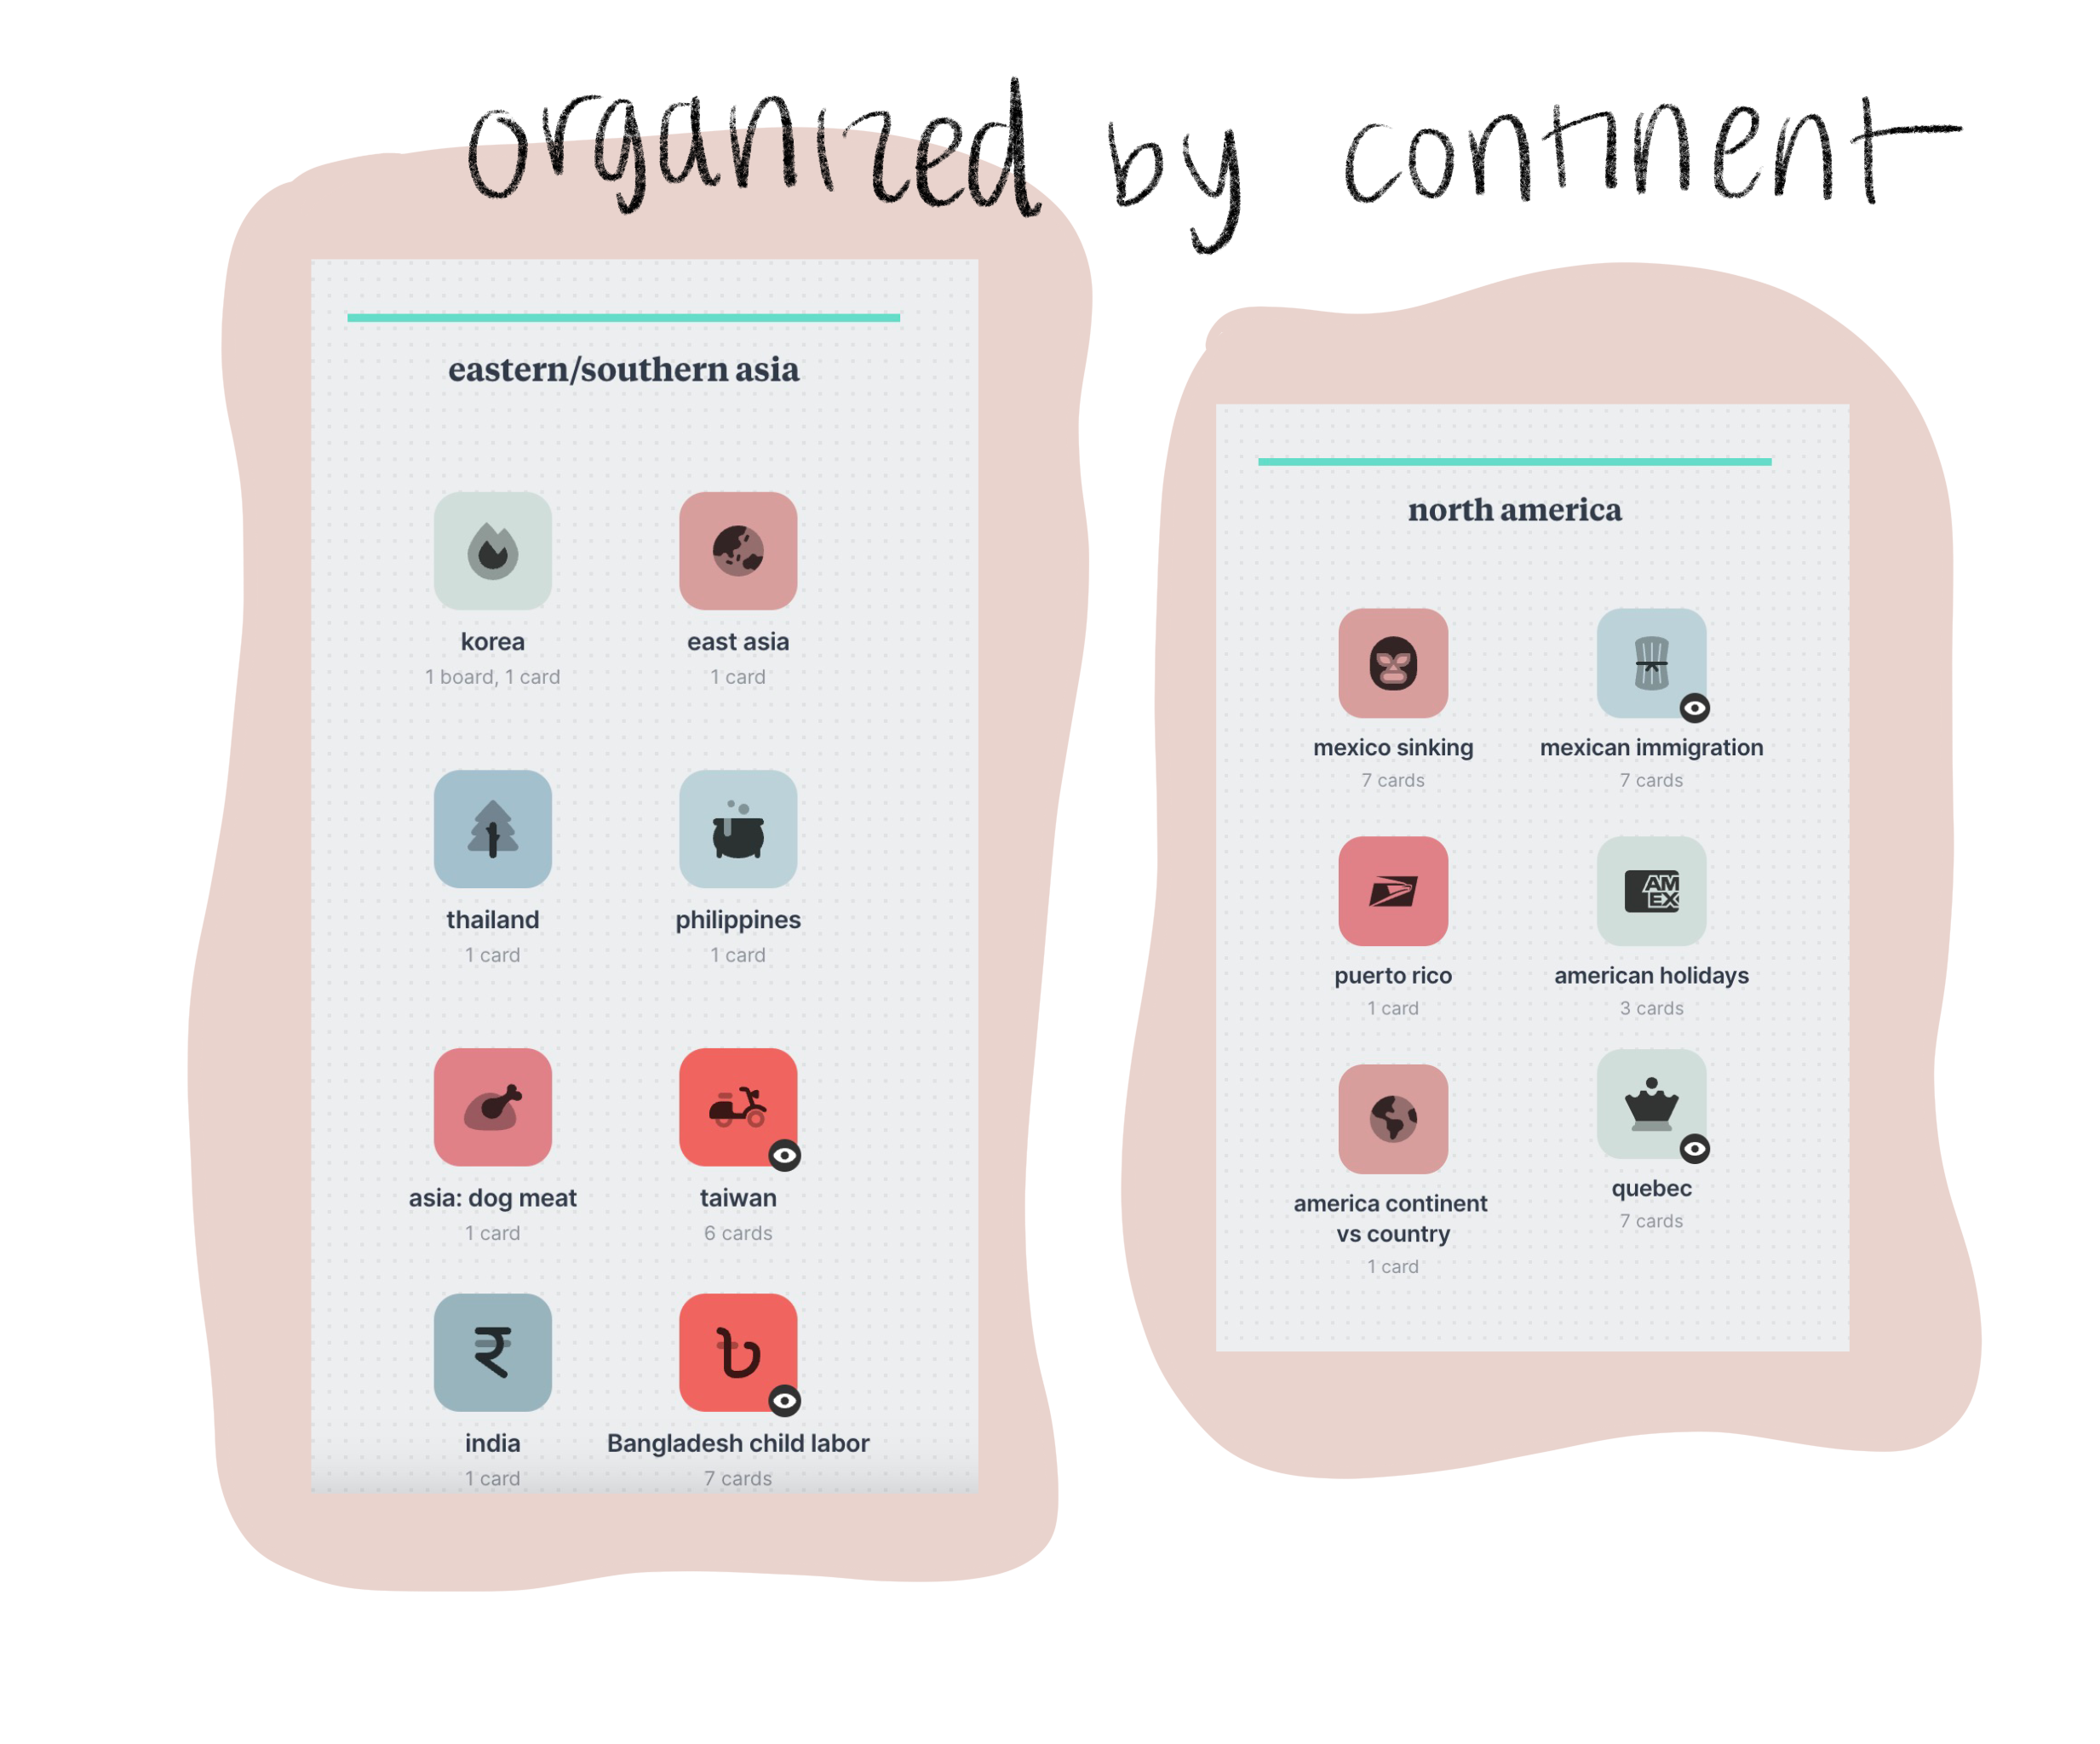 organized by continent
eastern/southern asia
korea
1 board, 1 card
east asia
1 card
thailand
1 card
philippines
1 card
asia: dog meat
1 card
taiwan
6 cards
₹
india
1 card
৳
Bangladesh child labor
7 cards
north america
mexico sinking
7 cards
mexican immigration
7 cards
puerto rico
1 card
AM
EX
american holidays
3 cards
america continent
vs country
1 card
quebec
7 cards